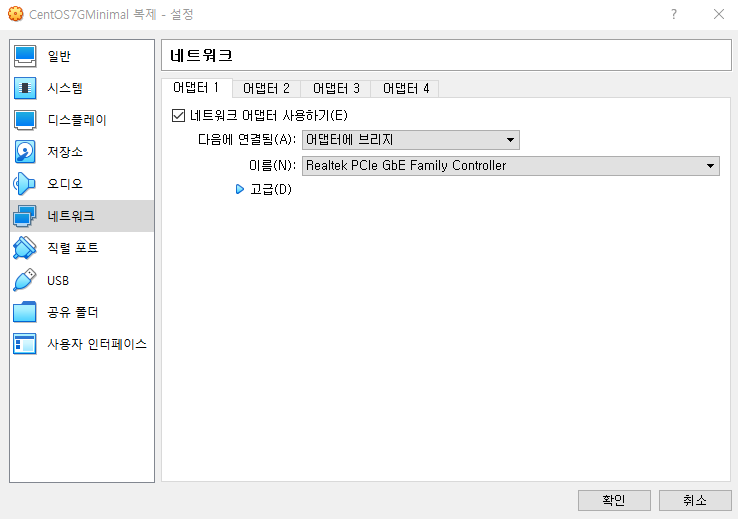 CentOS7GMinimal 복제 - 설정
?
일반
시스템
디스플레이
저장소
오디오
네트워크
직렬 포트
USB
공유 폴더
사용자 인터페이스
네트워크
어댑터 1 어댑터 2 어댑터 3 어댑터 4
네트워크 어댑터 사용하기(E)
다음에 연결됨(A): 어댑터에 브리지
이름(N): Realtek PCIe GbE Family Controller
고급(D)
확인 취소